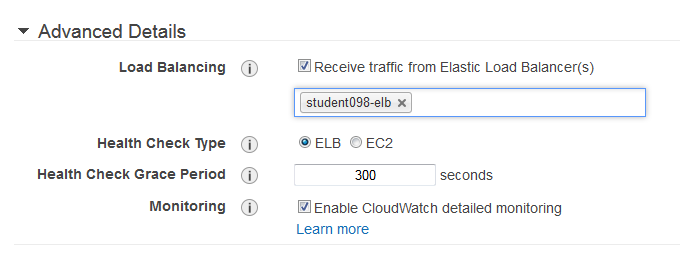 Advanced Details
Load Balancing i Receive traffic from Elastic Load Balancer(s)
student098-elb ×
Health Check Type i ELB EC2
Health Check Grace Period i 300 seconds
Monitoring i Enable CloudWatch detailed monitoring
Learn more